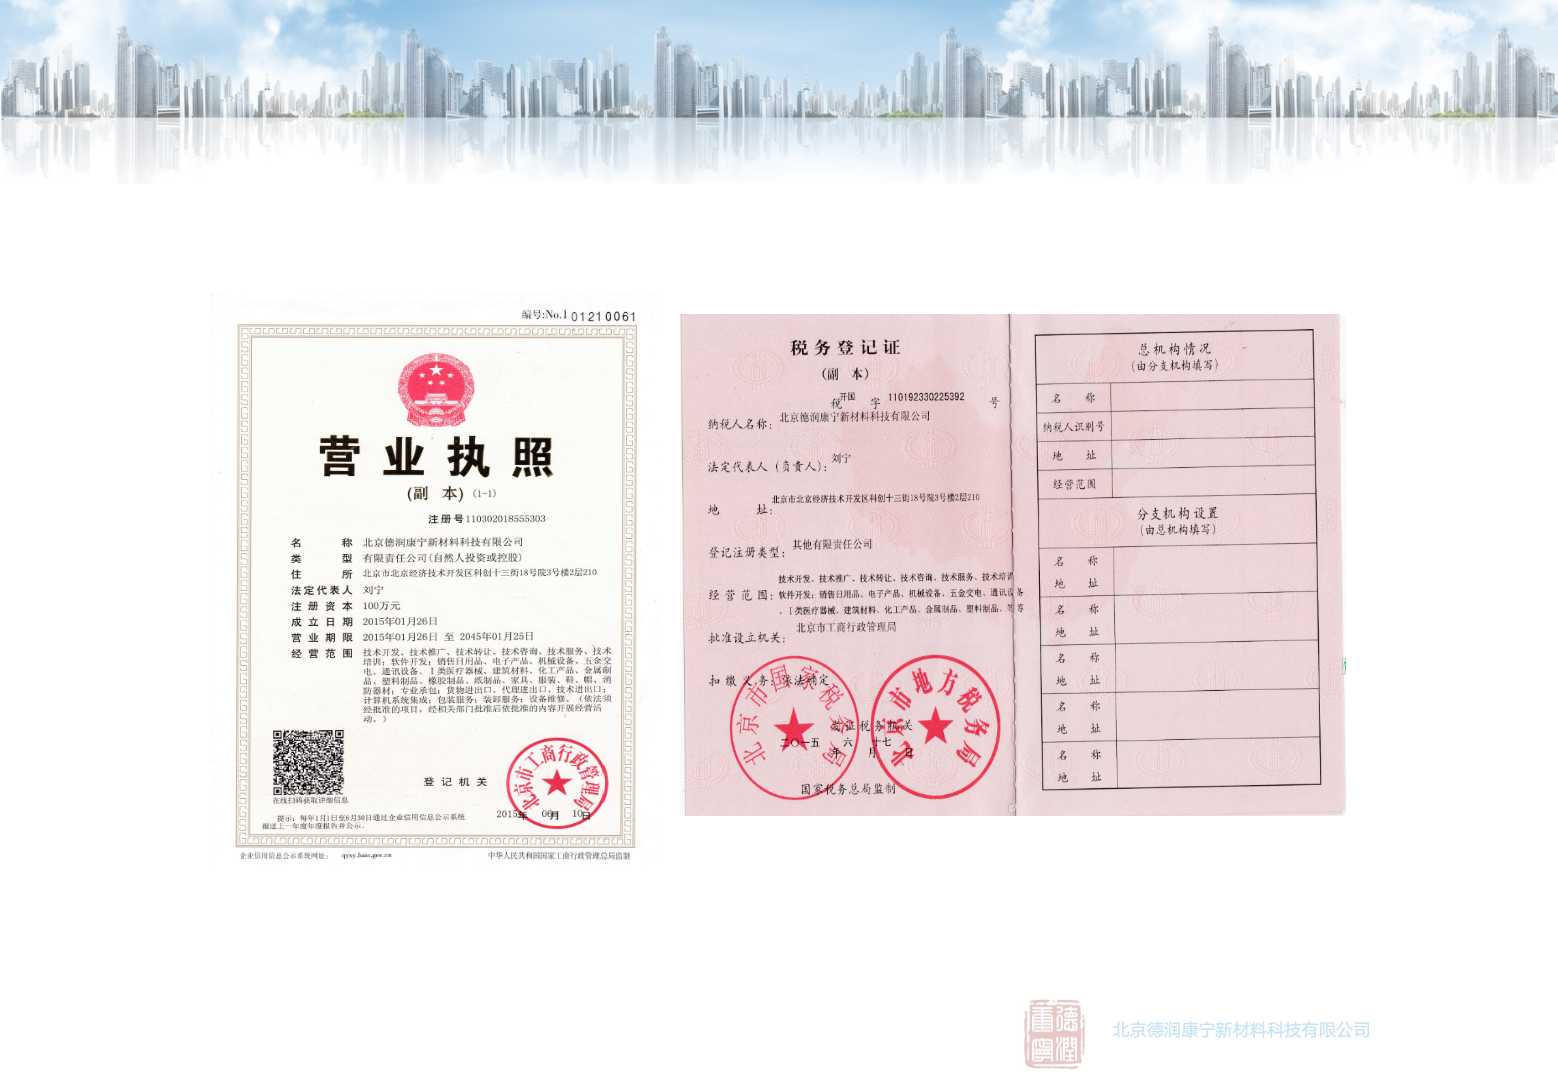 编号:No.1 01210061
营业执照
(副 本) (1-1)
注册号110302018555303
名 称 北京德润康宁新材料科技有限公司
类 型 有限责任公司(自然人投资或控股)
住 所 北京市北京经济技术开发区科创十三街18号院3号楼2层210
法定代表人 刘宁
注册资本 100万元
成立日期 2015年01月26日
营业期限 2015年01月26日 至 2045年01月25日
经营范围 技术开发、技术推广、技术转让、技术咨询、技术服务、技术
培训；软件开发；销售日用品、电子产品、机械设备、五金交
电、通讯设备、Ⅰ类医疗器械、建筑材料、化工产品、金属制
品、塑料制品、橡胶制品、纸制品、家具、服装、鞋、帽、消
防器材；专业承包；货物进出口、代理进出口、技术进出口；
计算机系统集成；包装服务；装卸服务；设备维修。（依法须
经批准的项目，经相关部门批准后依批准的内容开展经营活
动。）
在线扫码获取详细信息
登记机关
北京市工商行政管理局
2015年 06月 10日
提示：每年1月1日至6月30日通过企业信用信息公示系统
报送上一年度年度报告并公示。
企业信用信息公示系统网址：
中华人民共和国国家工商行政管理总局监制
税务登记证
(副 本)
税 开国 字 110192330225392 号
纳税人名称: 北京德润康宁新材料科技有限公司
法定代表人(负责人): 刘宁
地 址: 北京市北京经济技术开发区科创十三街18号院3号楼2层210
登记注册类型: 其他有限责任公司
技术开发、技术推广、技术转让、技术咨询、技术服务、技术培训
经营范围: 软件开发；销售日用品、电子产品、机械设备、五金交电、通讯设备
、Ⅰ类医疗器械、建筑材料、化工产品、金属制品、塑料制品、等等
批准设立机关: 北京市工商行政管理局
扣缴义务: 依法确定
北京市国家税务局
北京市地方税务局
发证税务机关
二〇一五年 六月 十七日
国家税务总局监制
总机构情况
(由分支机构填写)
名 称
纳税人识别号
地 址
经营范围
分支机构设置
(由总机构填写)
名 称
地 址
名 称
地 址
名 称
地 址
名 称
地 址
名 称
地 址
德润康宁
北京德润康宁新材料科技有限公司